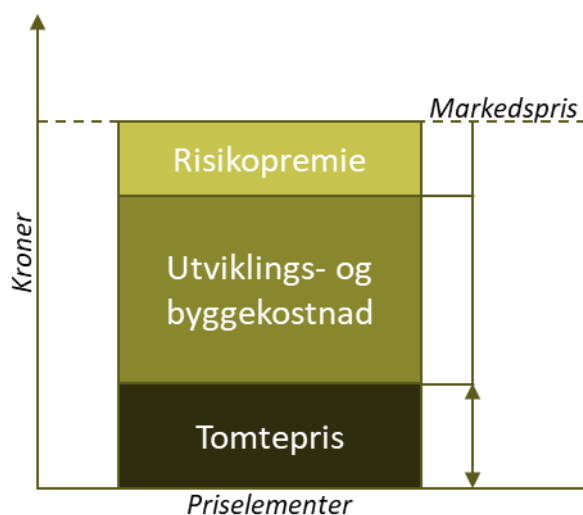 Markedspris
Risikopremie
Kroner
Utviklings- og
byggekostnad
Tomtepris
Priselementer